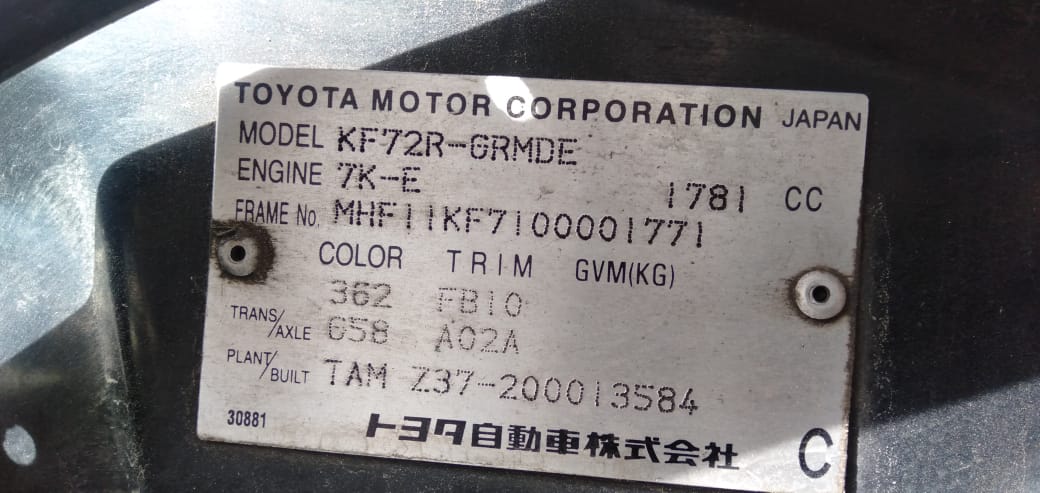 TOYOTA MOTOR CORPORATION JAPAN
MODEL KF72R-GRMDE
ENGINE 7K-E 1781 CC
FRAME No. MHF11KF7100001771
COLOR TRIM GVM(KG)
362 FB10
TRANS/AXLE G58 A02A
PLANT/BUILT TAM Z37-200013584
30881 トヨタ自動車株式会社 C